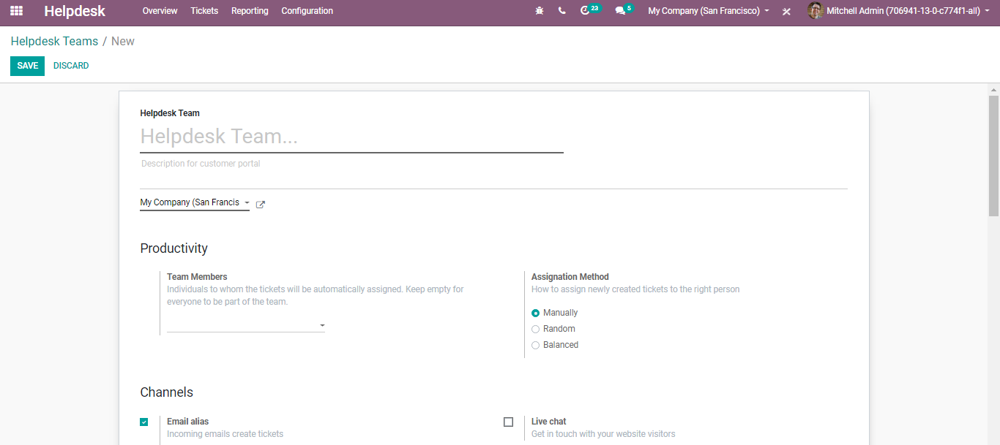 Helpdesk Overview Tickets Reporting Configuration 23 5 My Company (San Francisco) Mitchell Admin (706941-13-0-c774f1-all)
Helpdesk Teams / New
SAVE DISCARD
Helpdesk Team
Helpdesk Team...
Description for customer portal
My Company (San Francis
Productivity
Team Members
Individuals to whom the tickets will be automatically assigned. Keep empty for
everyone to be part of the team.
Assignation Method
How to assign newly created tickets to the right person
Manually
Random
Balanced
Channels
Email alias
Incoming emails create tickets
Live chat
Get in touch with your website visitors